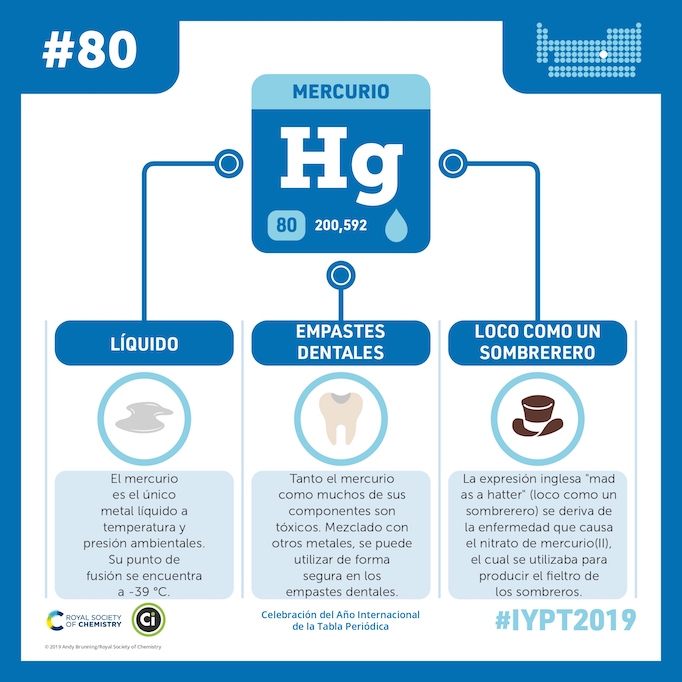 #80
MERCURIO
Hg
80 200,592
LÍQUIDO
El mercurio
es el único
metal líquido a
temperatura y
presión ambientales.
Su punto de
fusión se encuentra
a -39 °C.
EMPASTES
DENTALES
Tanto el mercurio
como muchos de sus
componentes son
tóxicos. Mezclado con
otros metales, se puede
utilizar de forma
segura en los
empastes dentales.
LOCO COMO UN
SOMBRERERO
La expresión inglesa "mad
as a hatter" (loco como un
sombrerero) se deriva de
la enfermedad que causa
el nitrato de mercurio(II),
el cual se utilizaba para
producir el fieltro de
los sombreros.
ROYAL SOCIETY
OF CHEMISTRY
Ci
Celebración del Año Internacional
de la Tabla Periódica
#IYPT2019
© 2019 Andy Brunning/Royal Society of Chemistry